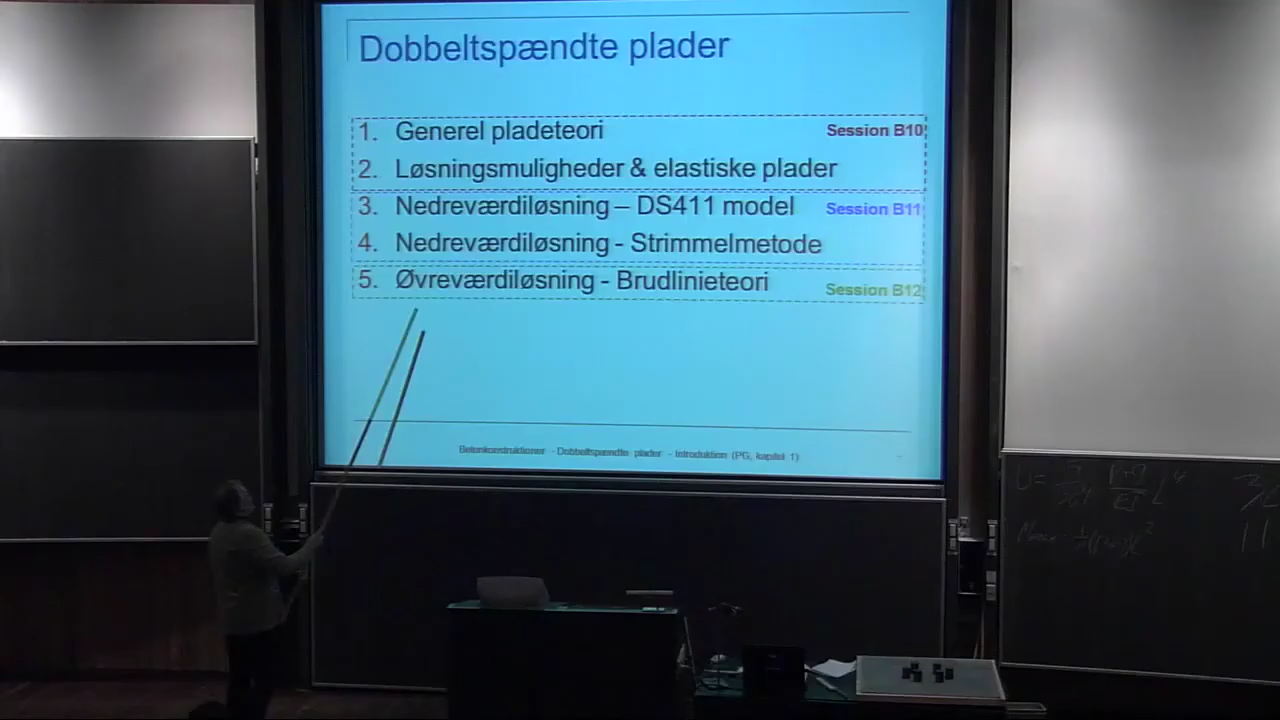 Dobbeltspændte plader
1. Generel pladeteori
Session B10
2. Løsningsmuligheder & elastiske plader
3. Nedreværdiløsning – DS411 model
Session B11
4. Nedreværdiløsning - Strimmelmetode
5. Øvreværdiløsning - Brudlinieteori
Session B12
Betonkonstruktioner - Dobbeltspændte plader - Introduktion (PG, kapitel 1)